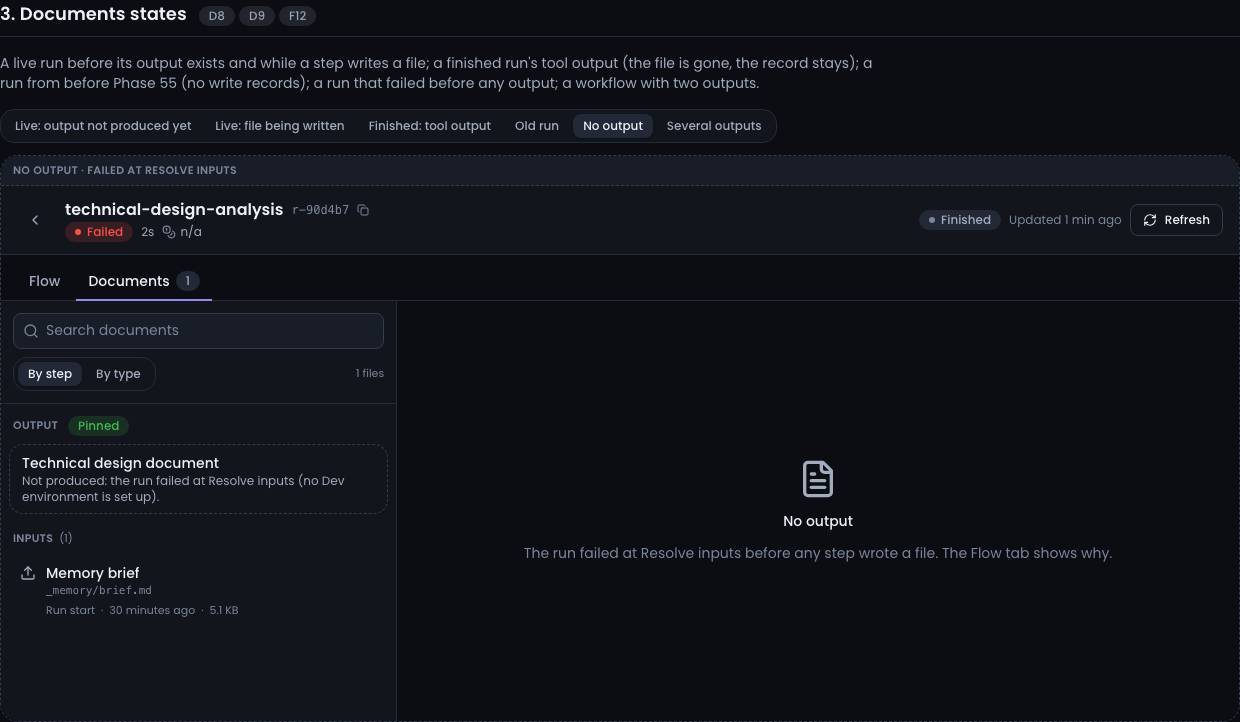 3. Documents states D8 D9 F12
A live run before its output exists and while a step writes a file; a finished run's tool output (the file is gone, the record stays); a
run from before Phase 55 (no write records); a run that failed before any output; a workflow with two outputs.
Live: output not produced yet Live: file being written Finished: tool output Old run No output Several outputs
NO OUTPUT · FAILED AT RESOLVE INPUTS
technical-design-analysis r-90d4b7
Failed 2s n/a
Finished Updated 1 min ago Refresh
Flow Documents 1
Search documents
By step By type 1 files
OUTPUT Pinned
Technical design document
Not produced: the run failed at Resolve inputs (no Dev
environment is set up).
INPUTS (1)
Memory brief
_memory/brief.md
Run start · 30 minutes ago · 5.1 KB
No output
The run failed at Resolve inputs before any step wrote a file. The Flow tab shows why.